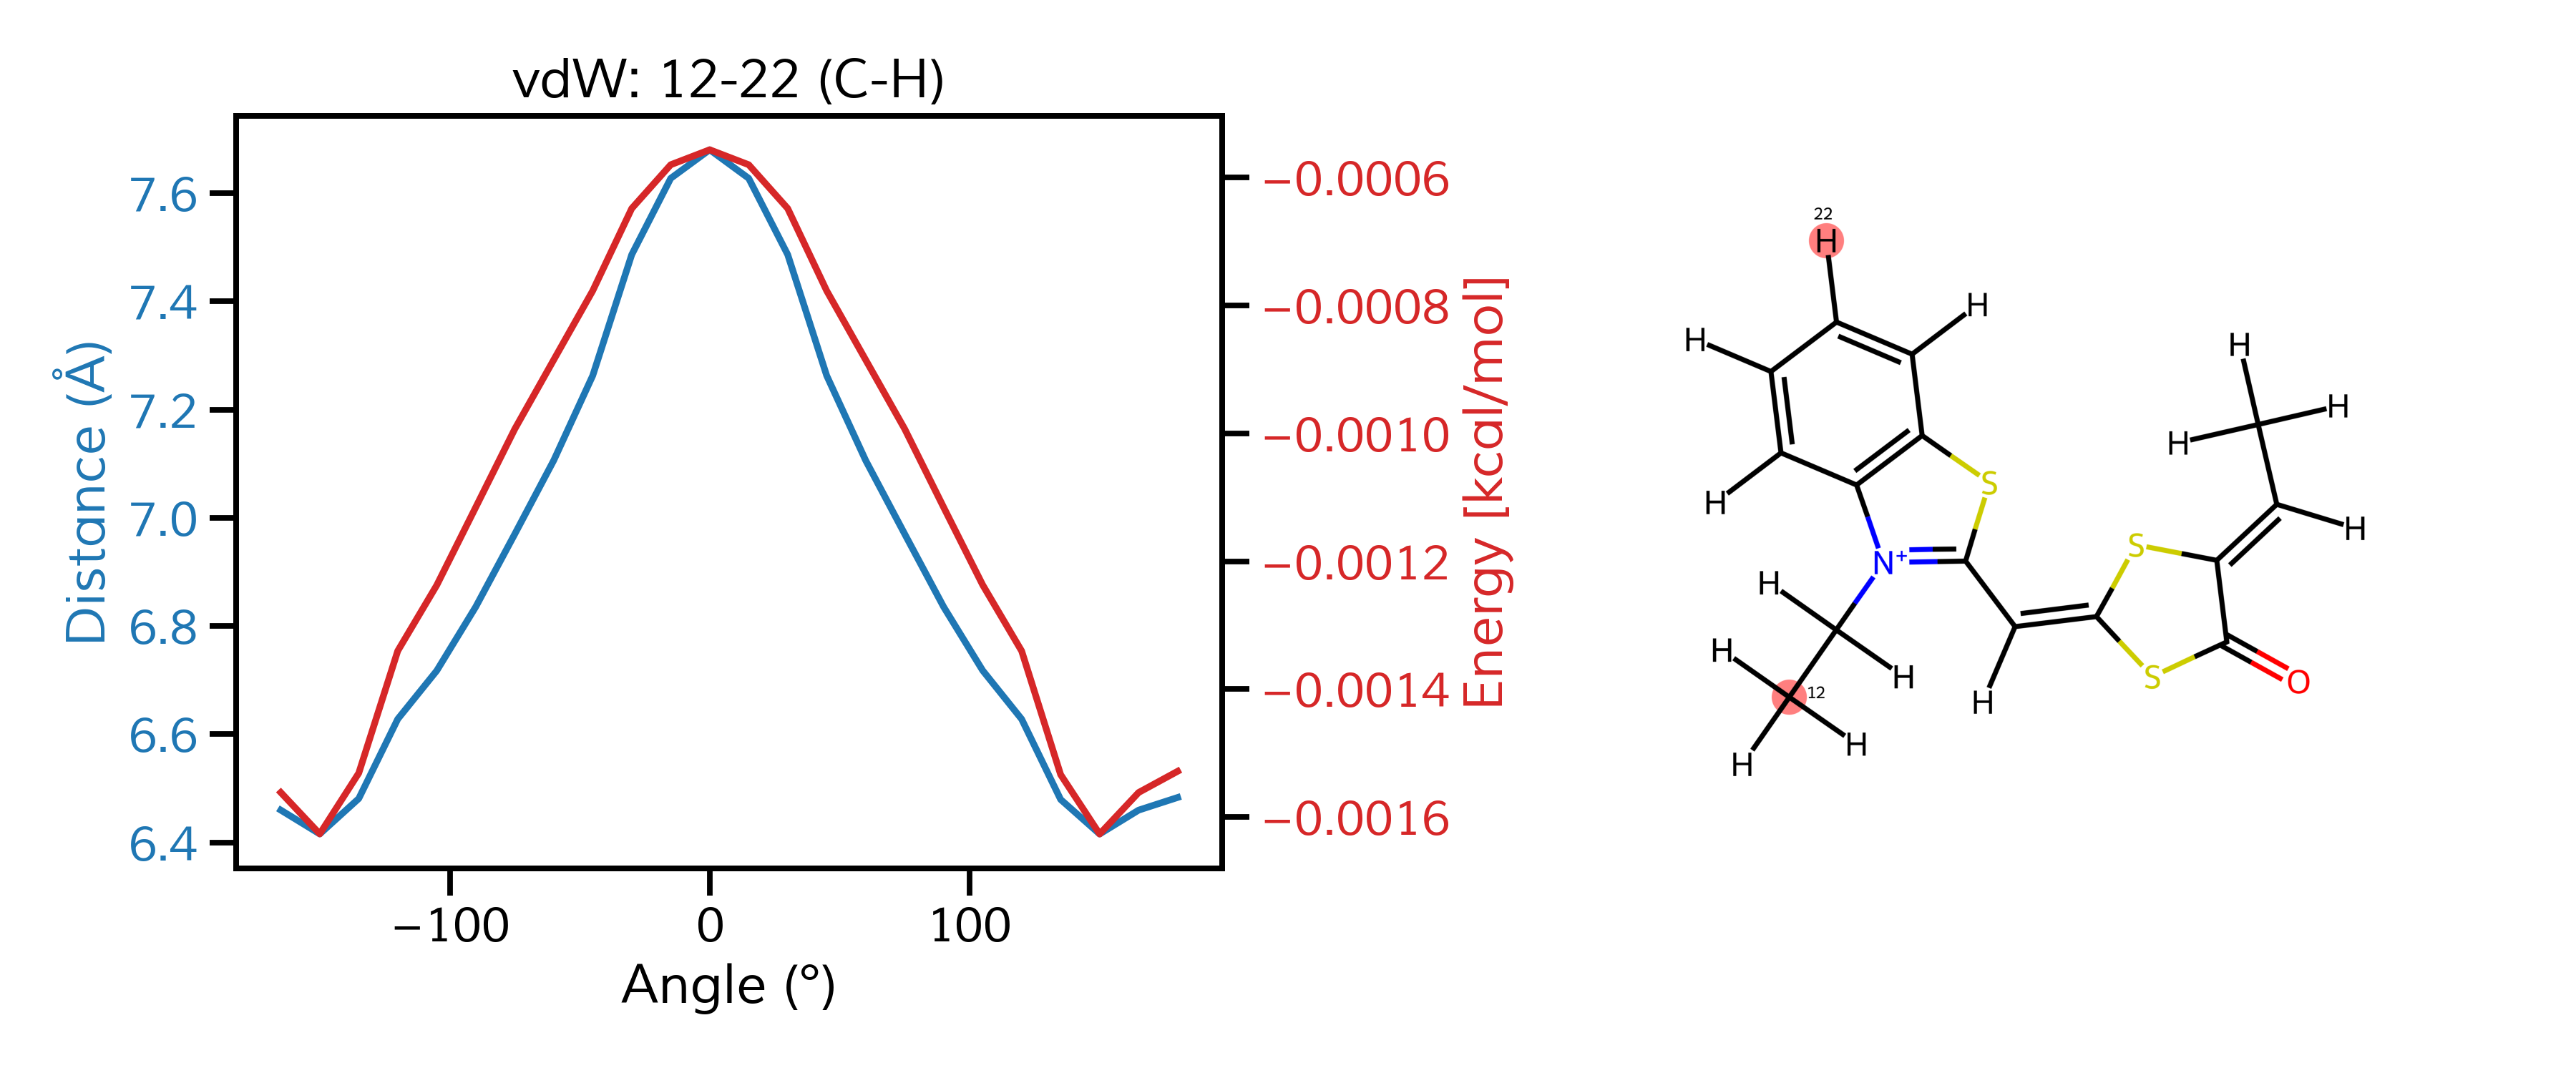 vdW: 12-22 (C-H)
7.6
7.4
7.2
7.0
6.8
6.6
6.4
Distance (Å)
−0.0006
−0.0008
−0.0010
−0.0012
−0.0014
−0.0016
Energy [kcal/mol]
−100
0
100
Angle (°)
22
H
H
H
H
H
H
H
S
H
H
S
N⁺
H
H
H
S
O
12
H
H
H